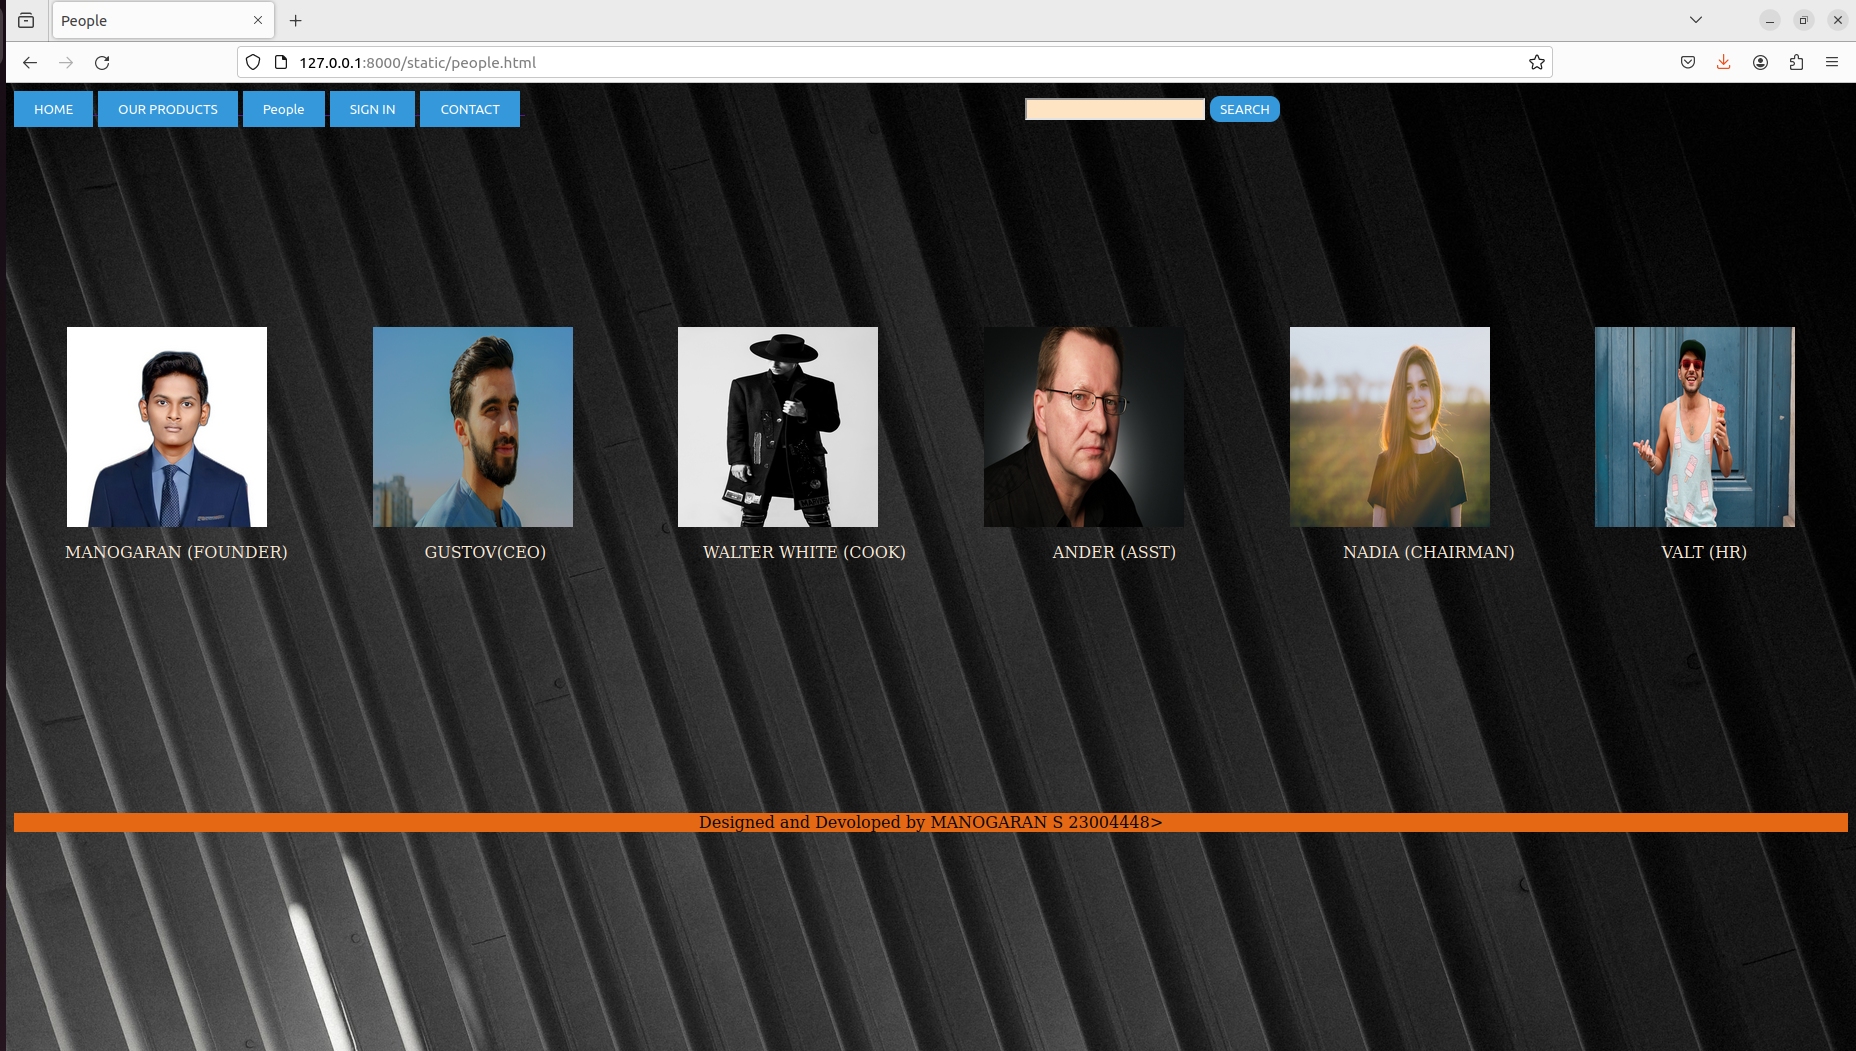 People
127.0.0.1:8000/static/people.html
HOME OUR PRODUCTS People SIGN IN CONTACT SEARCH
MANOGARAN (FOUNDER) GUSTOV(CEO) WALTER WHITE (COOK) ANDER (ASST) NADIA (CHAIRMAN) VALT (HR)
Designed and Devoloped by MANOGARAN S 23004448>